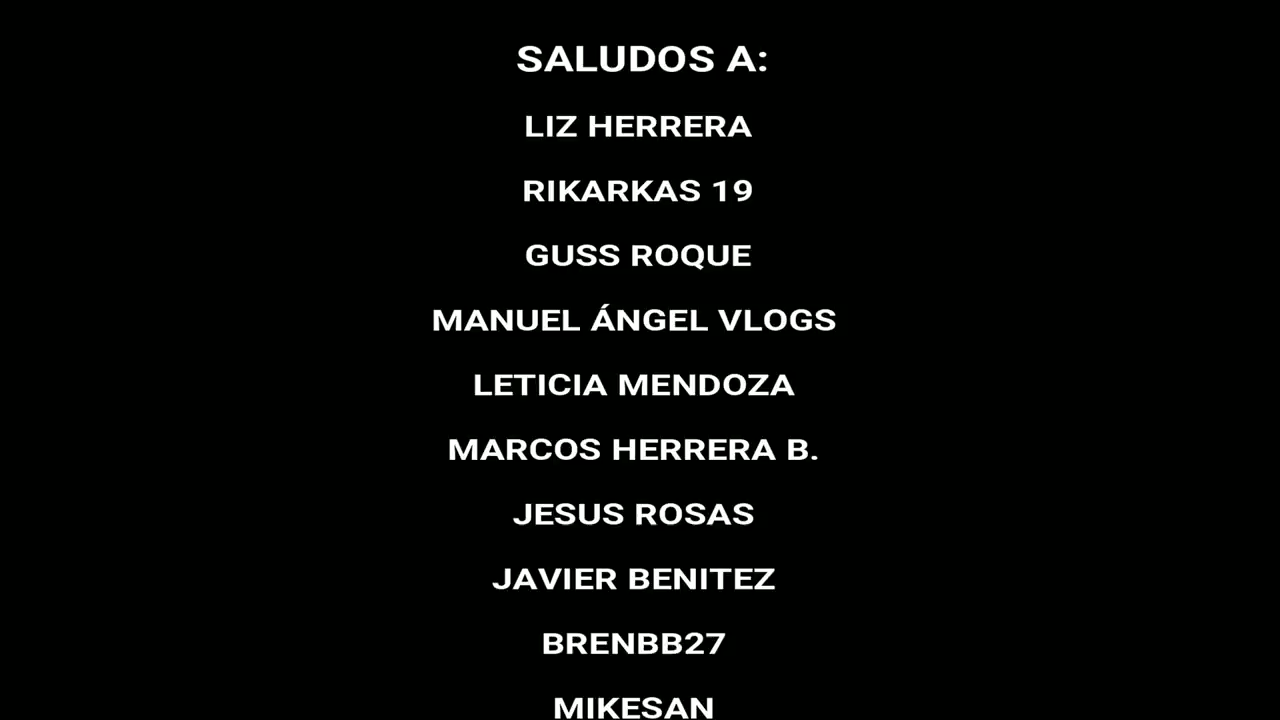 SALUDOS A:
LIZ HERRERA
RIKARKAS 19
GUSS ROQUE
MANUEL ÁNGEL VLOGS
LETICIA MENDOZA
MARCOS HERRERA B.
JESUS ROSAS
JAVIER BENITEZ
BRENBB27
MIKESAN